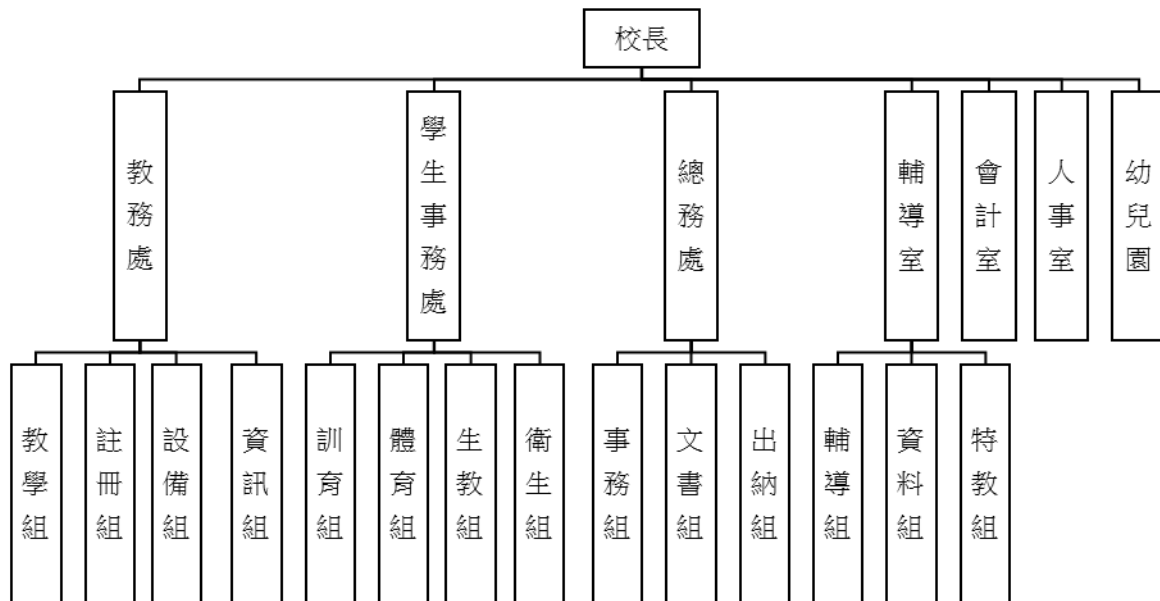 校長
教務處
學生事務處
總務處
輔導室
會計室
人事室
幼兒園
教學組
註冊組
設備組
資訊組
訓育組
體育組
生教組
衛生組
事務組
文書組
出納組
輔導組
資料組
特教組